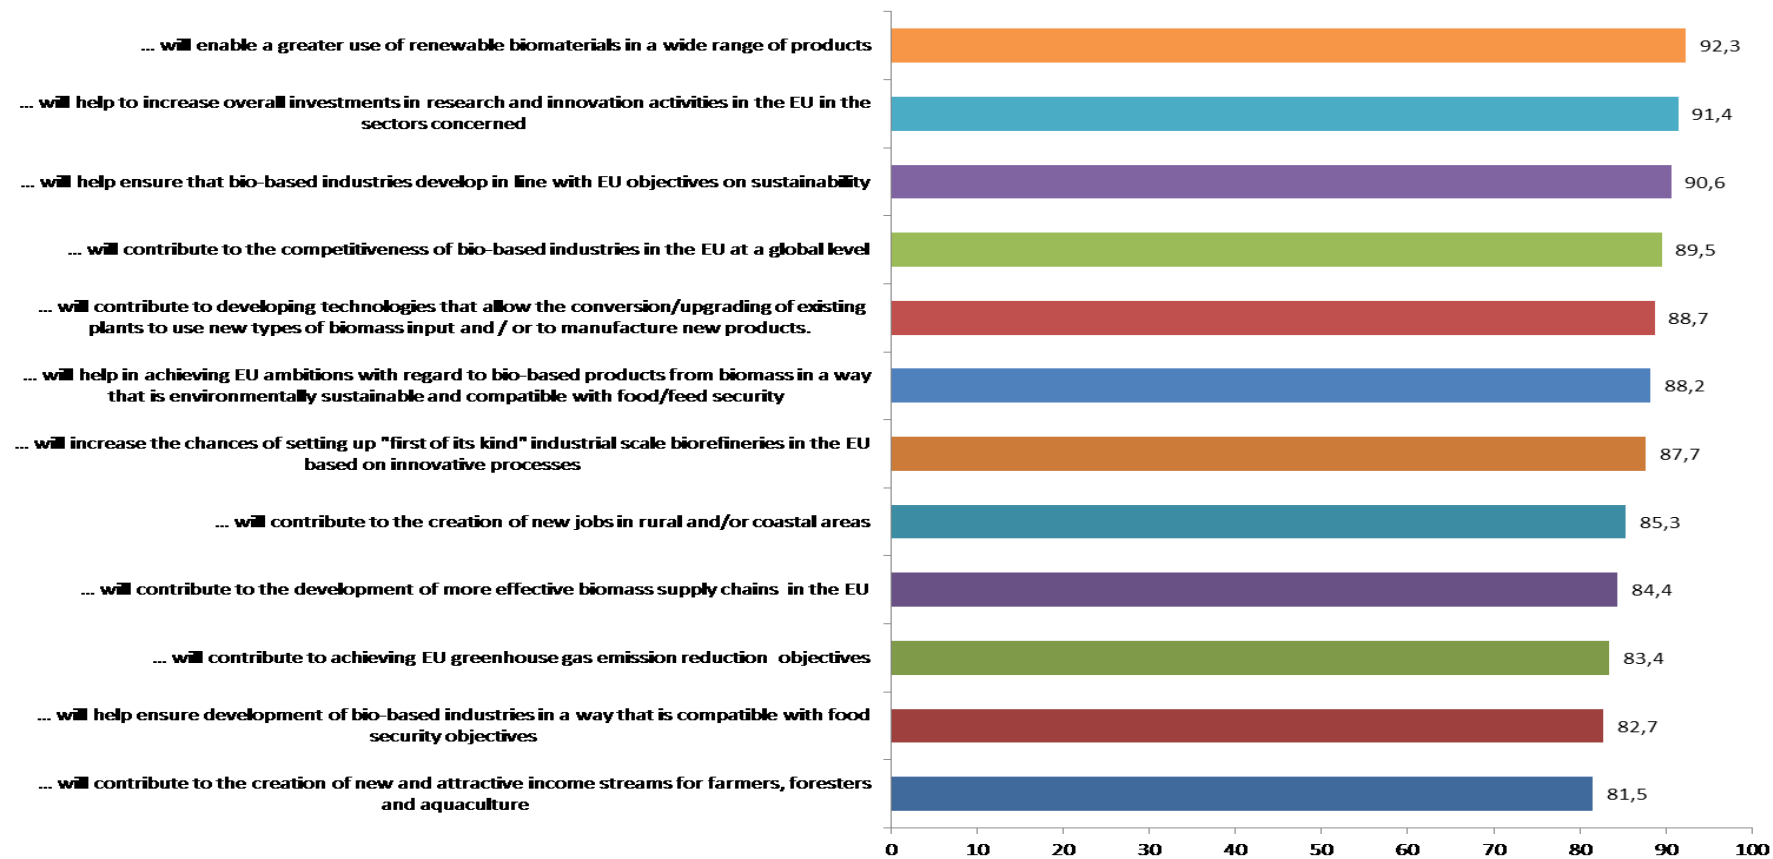 ... will enable a greater use of renewable biomaterials in a wide range of products
92,3
... will help to increase overall investments in research and innovation activities in the EU in the
sectors concerned
91,4
... will help ensure that bio-based industries develop in line with EU objectives on sustainability
90,6
... will contribute to the competitiveness of bio-based industries in the EU at a global level
89,5
... will contribute to developing technologies that allow the conversion/upgrading of existing
plants to use new types of biomass input and / or to manufacture new products.
88,7
... will help in achieving EU ambitions with regard to bio-based products from biomass in a way
that is environmentally sustainable and compatible with food/feed security
88,2
... will increase the chances of setting up "first of its kind" industrial scale biorefineries in the EU
based on innovative processes
87,7
... will contribute to the creation of new jobs in rural and/or coastal areas
85,3
... will contribute to the development of more effective biomass supply chains in the EU
84,4
... will contribute to achieving EU greenhouse gas emission reduction objectives
83,4
... will help ensure development of bio-based industries in a way that is compatible with food
security objectives
82,7
... will contribute to the creation of new and attractive income streams for farmers, foresters
and aquaculture
81,5
0 10 20 30 40 50 60 70 80 90 100